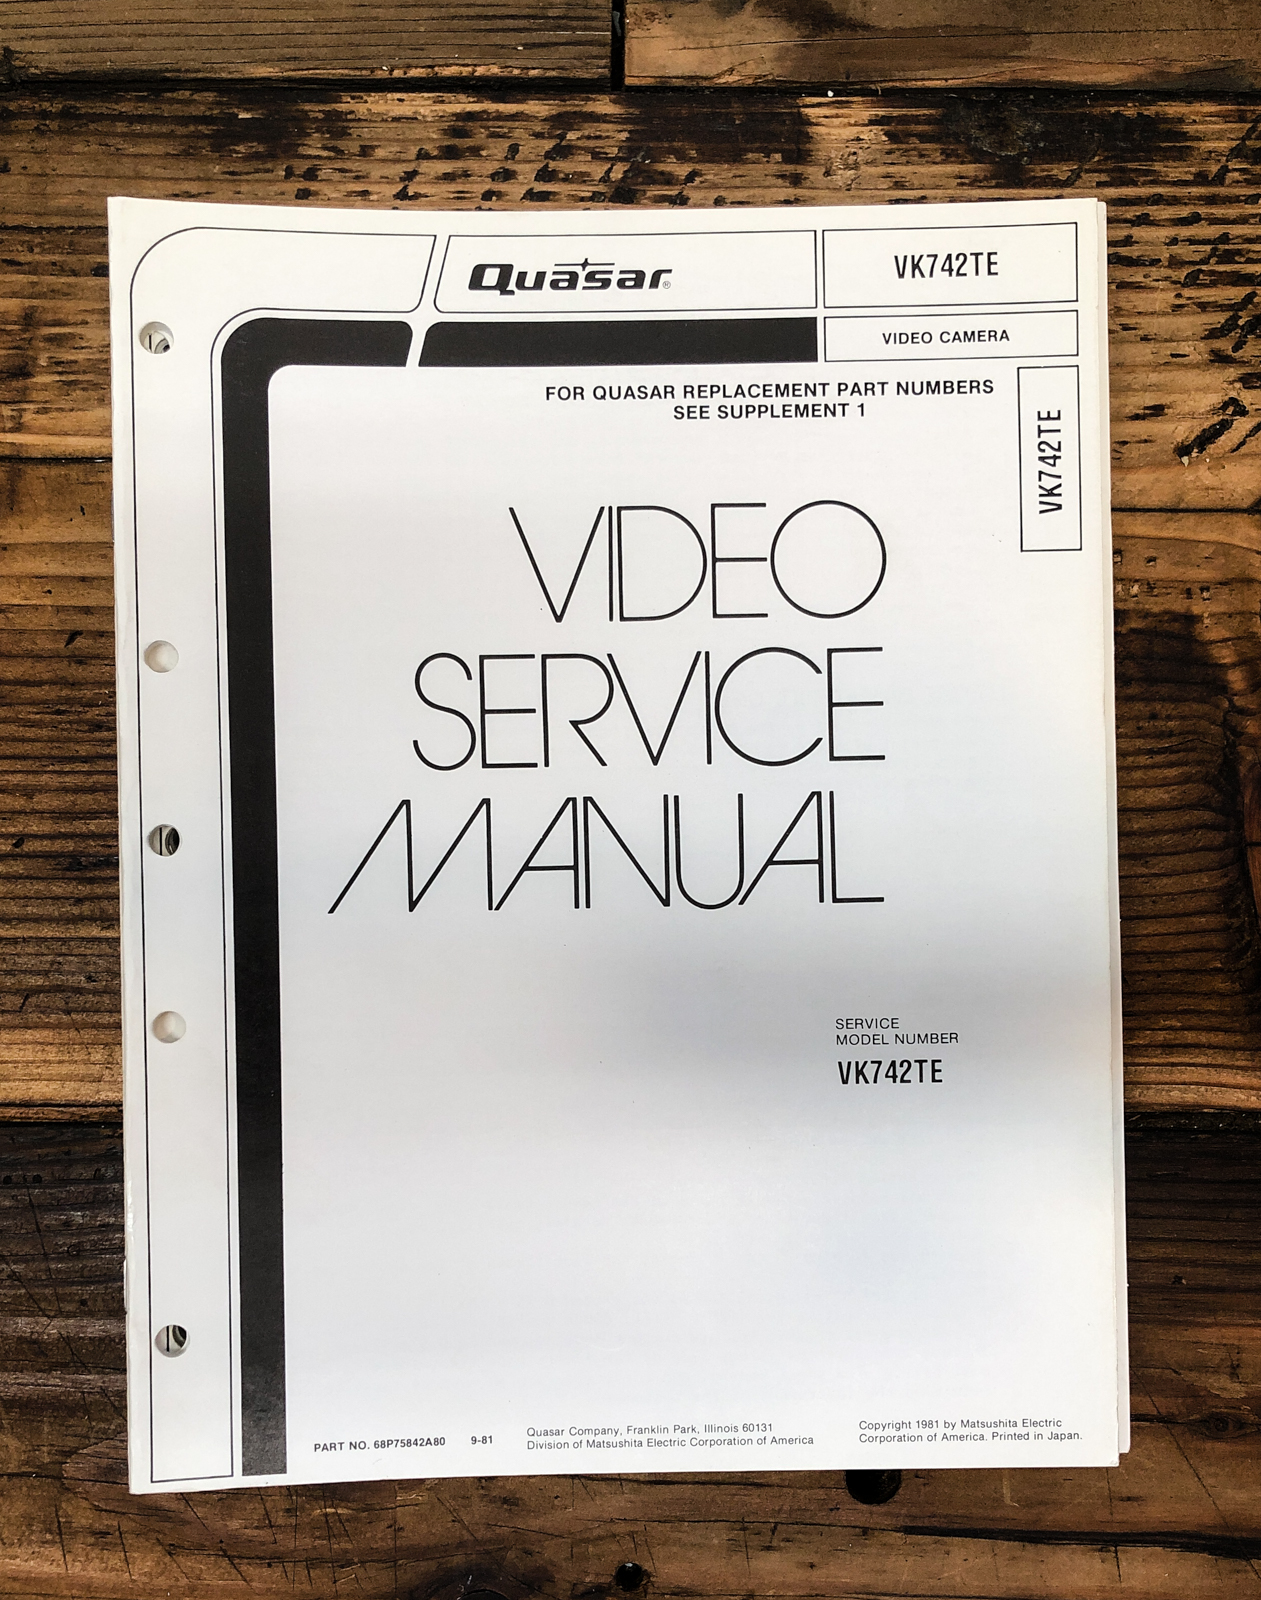 Quasar®
VK742TE
VIDEO CAMERA
FOR QUASAR REPLACEMENT PART NUMBERS
SEE SUPPLEMENT 1
VK742TE
VIDEO
SERVICE
MANUAL
SERVICE
MODEL NUMBER
VK742TE
PART NO. 68P75842A80 9-81
Quasar Company, Franklin Park, Illinois 60131
Division of Matsushita Electric Corporation of America
Copyright 1981 by Matsushita Electric
Corporation of America. Printed in Japan.